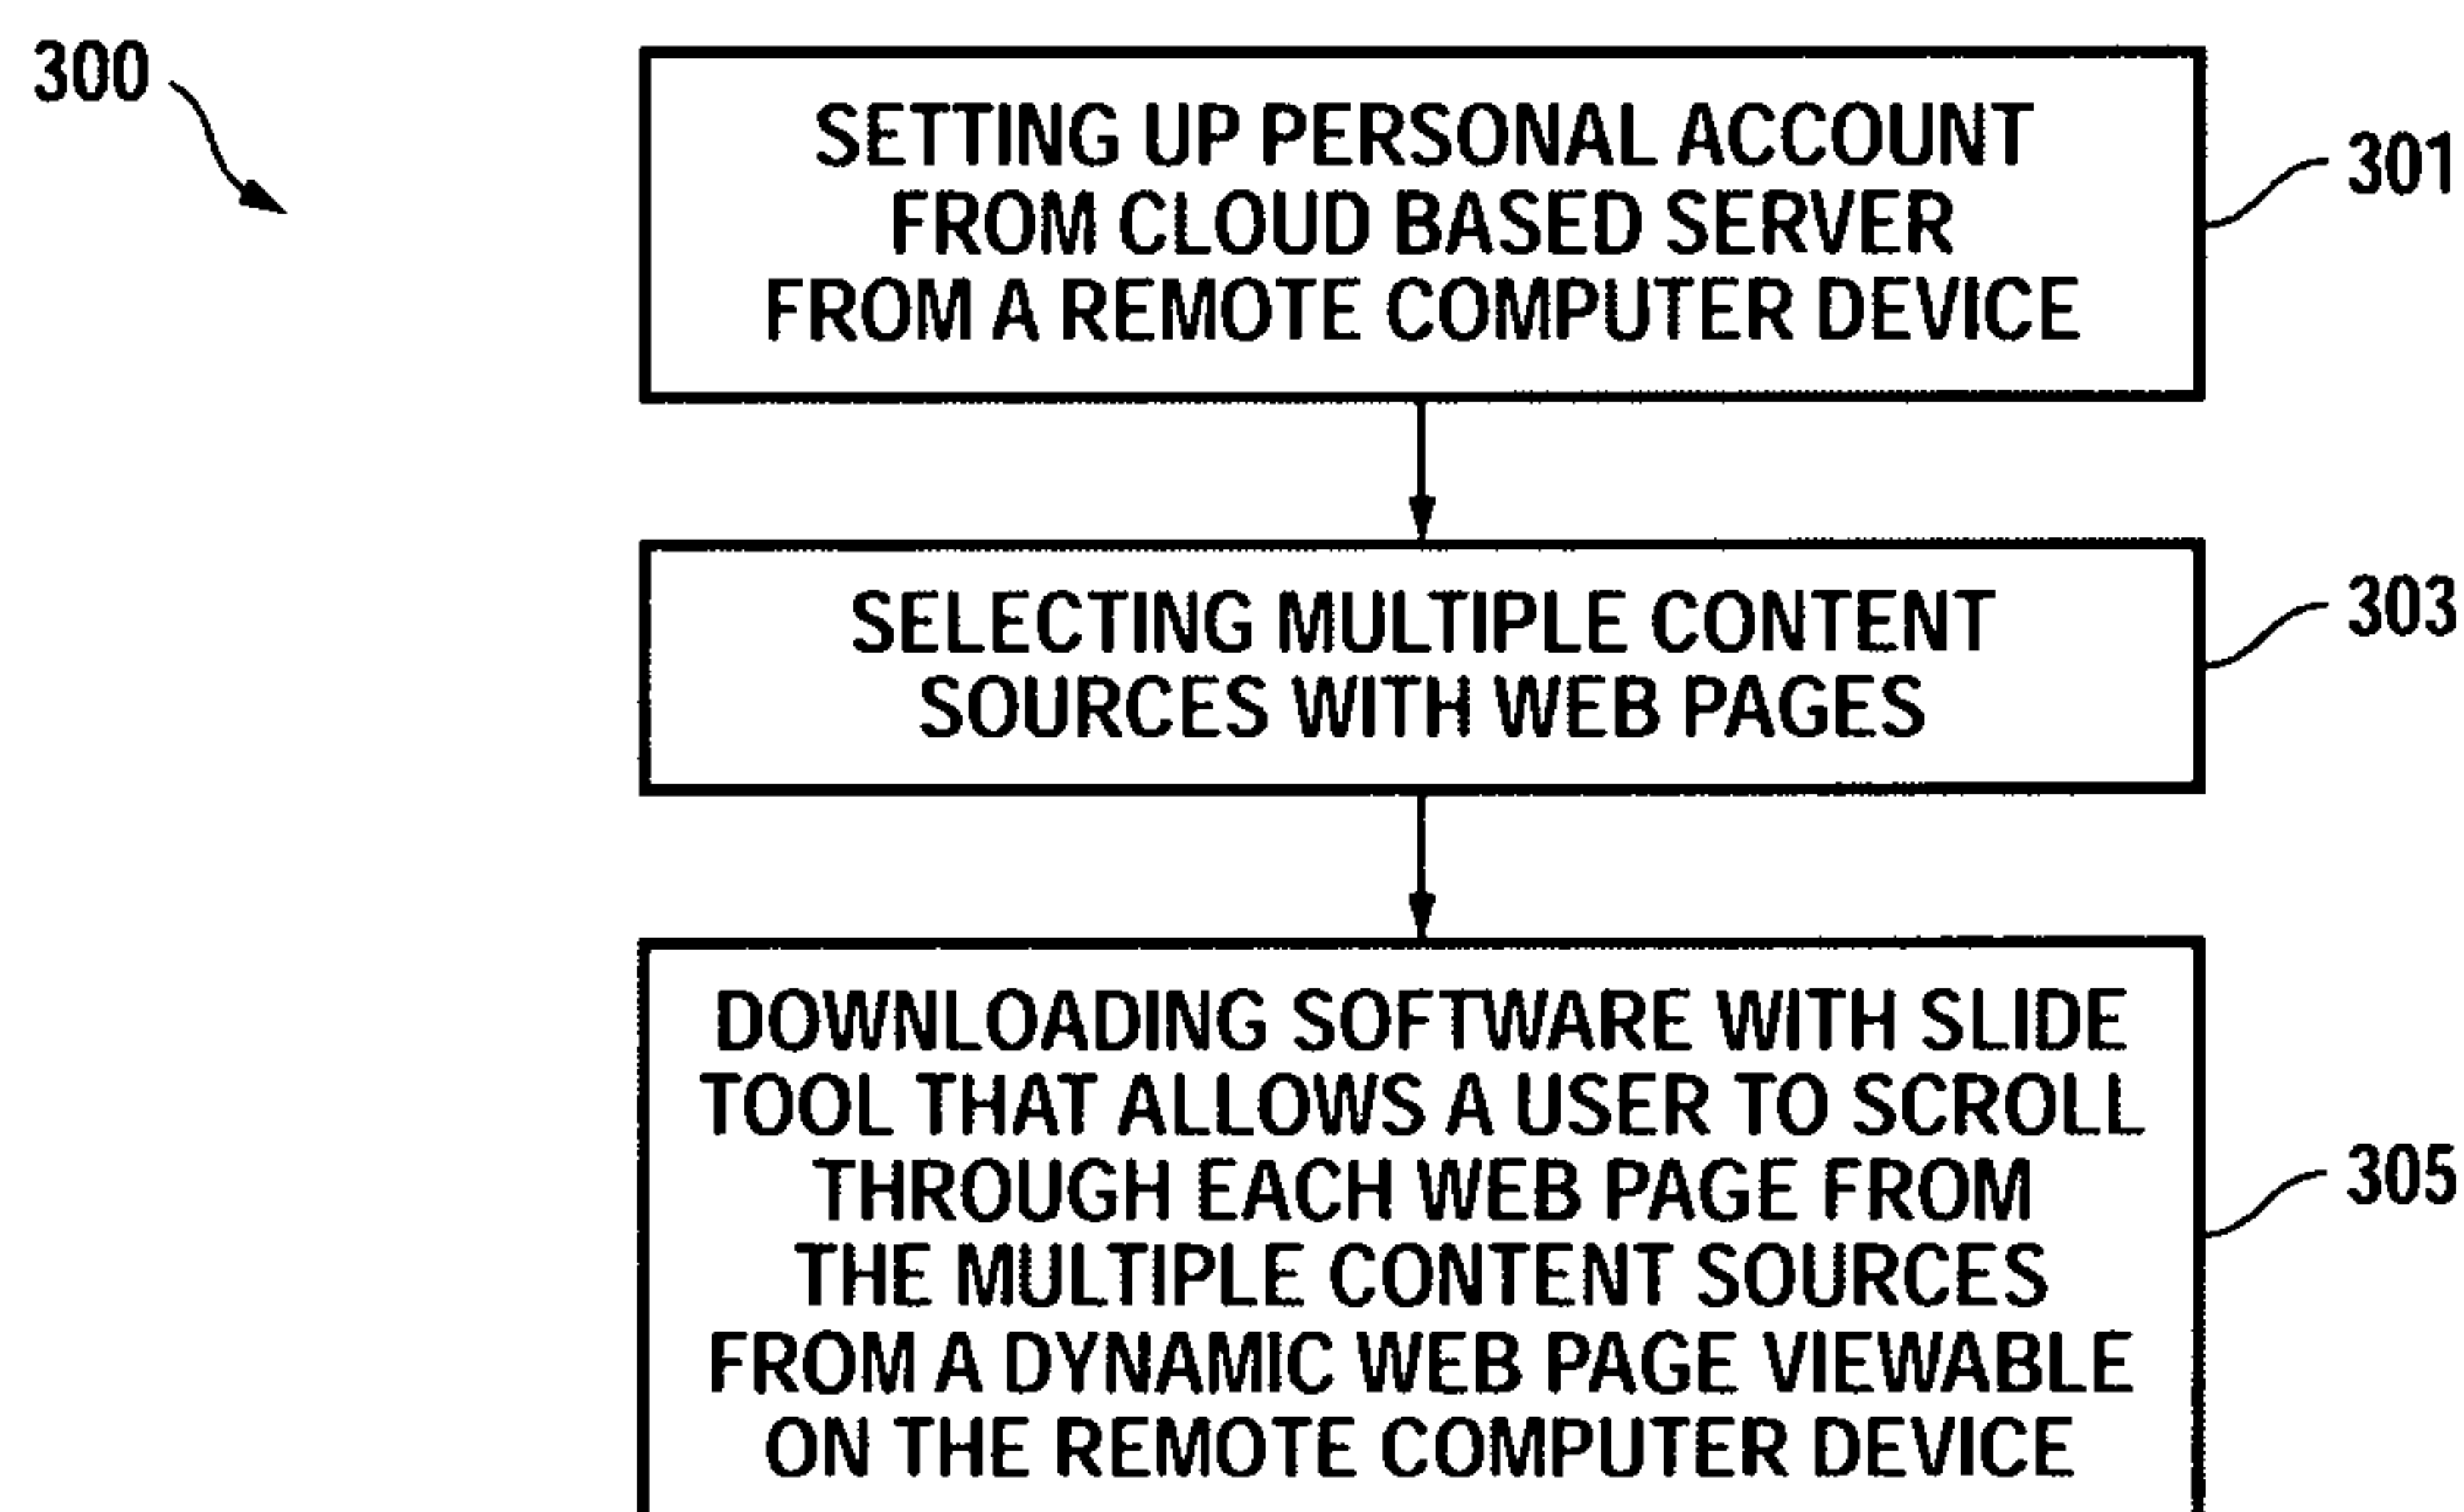 300
SETTING UP PERSONAL ACCOUNT
FROM CLOUD BASED SERVER
FROM A REMOTE COMPUTER DEVICE
301
SELECTING MULTIPLE CONTENT
SOURCES WITH WEB PAGES
303
DOWNLOADING SOFTWARE WITH SLIDE
TOOL THAT ALLOWS A USER TO SCROLL
THROUGH EACH WEB PAGE FROM
THE MULTIPLE CONTENT SOURCES
FROM A DYNAMIC WEB PAGE VIEWABLE
ON THE REMOTE COMPUTER DEVICE
305